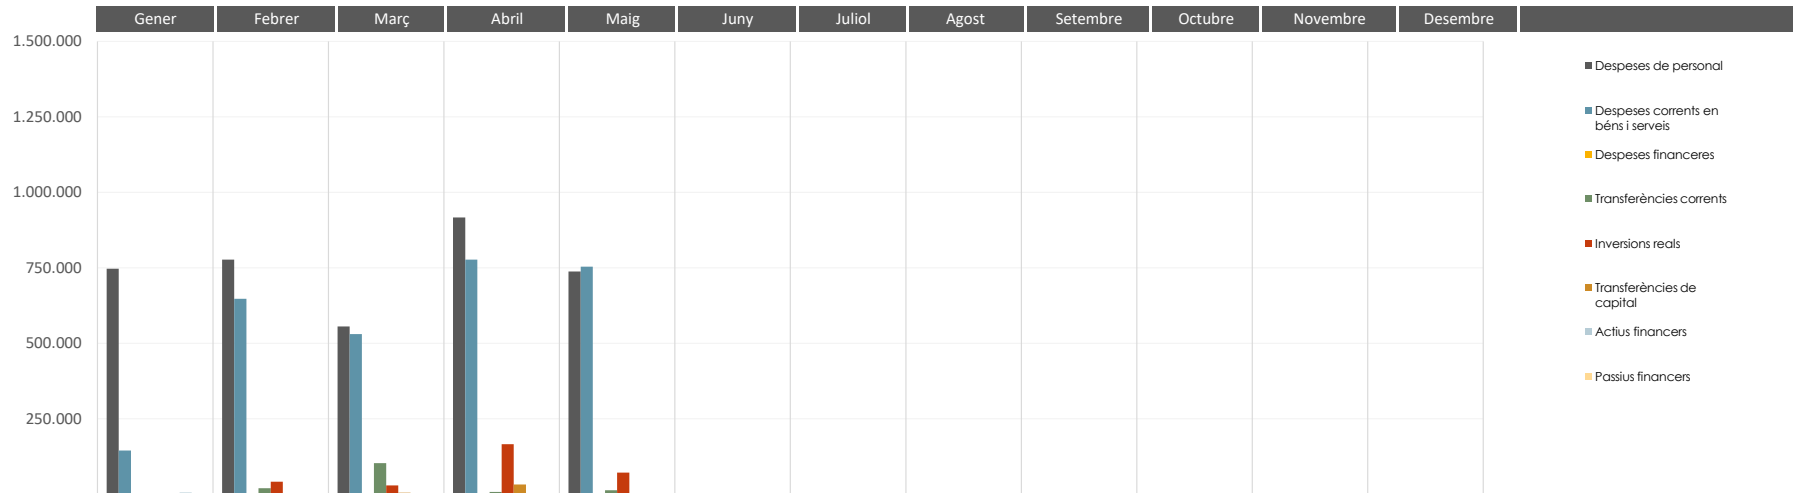 Gener Febrer Març Abril Maig Juny Juliol Agost Setembre Octubre Novembre Desembre
1.500.000
1.250.000
1.000.000
750.000
500.000
250.000
Despeses de personal
Despeses corrents en
béns i serveis
Despeses financeres
Transferències corrents
Inversions reals
Transferències de
capital
Actius financers
Passius financers